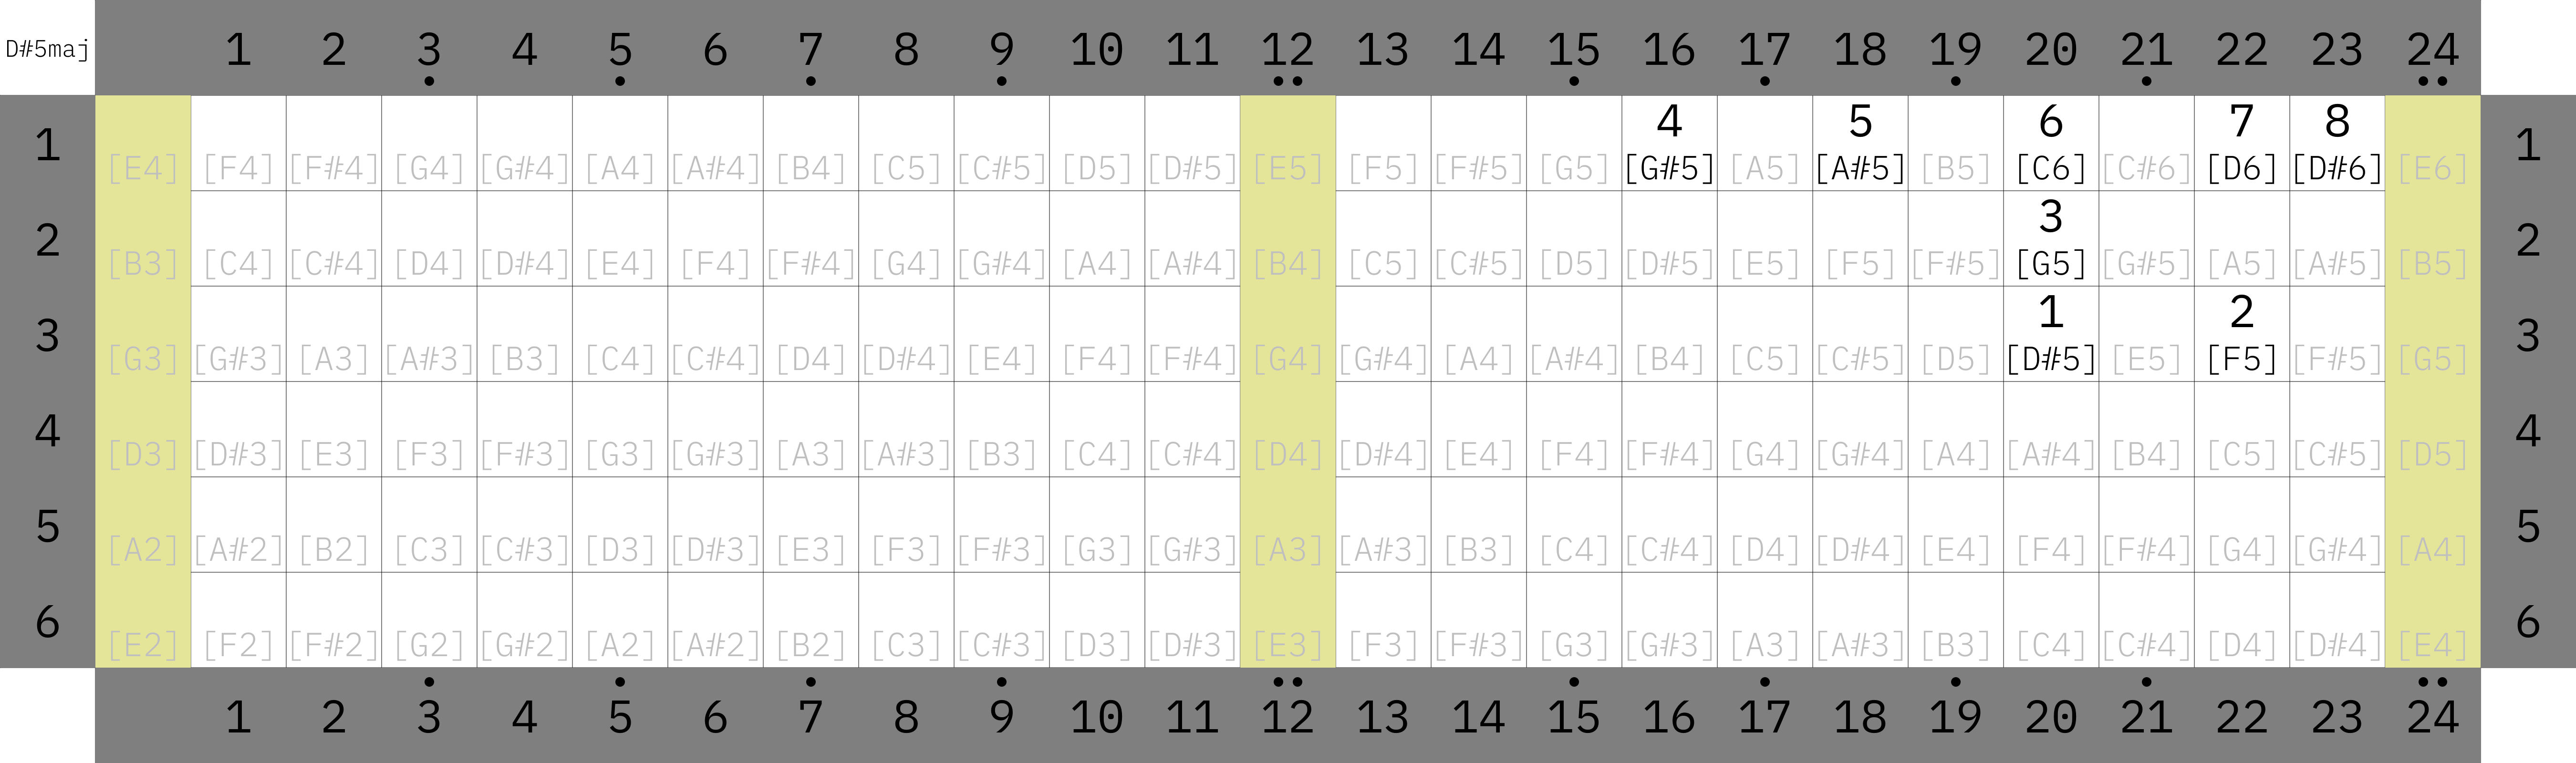 D#5maj 1 2 3 4 5 6 7 8 9 10 11 12 13 14 15 16 17 18 19 20 21 22 23 24
4 5 6 7 8
1 [E4] [F4] [F#4] [G4] [G#4] [A4] [A#4] [B4] [C5] [C#5] [D5] [D#5] [E5] [F5] [F#5] [G5] [G#5] [A5] [A#5] [B5] [C6] [C#6] [D6] [D#6] [E6] 1
3
2 [B3] [C4] [C#4] [D4] [D#4] [E4] [F4] [F#4] [G4] [G#4] [A4] [A#4] [B4] [C5] [C#5] [D5] [D#5] [E5] [F5] [F#5] [G5] [G#5] [A5] [A#5] [B5] 2
1 2
3 [G3] [G#3] [A3] [A#3] [B3] [C4] [C#4] [D4] [D#4] [E4] [F4] [F#4] [G4] [G#4] [A4] [A#4] [B4] [C5] [C#5] [D5] [D#5] [E5] [F5] [F#5] [G5] 3
4 [D3] [D#3] [E3] [F3] [F#3] [G3] [G#3] [A3] [A#3] [B3] [C4] [C#4] [D4] [D#4] [E4] [F4] [F#4] [G4] [G#4] [A4] [A#4] [B4] [C5] [C#5] [D5] 4
5 [A2] [A#2] [B2] [C3] [C#3] [D3] [D#3] [E3] [F3] [F#3] [G3] [G#3] [A3] [A#3] [B3] [C4] [C#4] [D4] [D#4] [E4] [F4] [F#4] [G4] [G#4] [A4] 5
6 [E2] [F2] [F#2] [G2] [G#2] [A2] [A#2] [B2] [C3] [C#3] [D3] [D#3] [E3] [F3] [F#3] [G3] [G#3] [A3] [A#3] [B3] [C4] [C#4] [D4] [D#4] [E4] 6
1 2 3 4 5 6 7 8 9 10 11 12 13 14 15 16 17 18 19 20 21 22 23 24